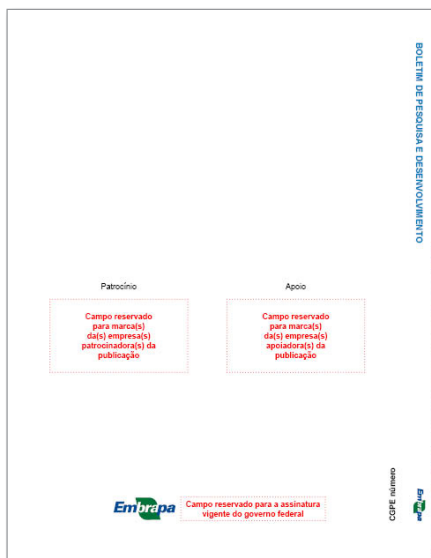 BOLETIM DE PESQUISA E DESENVOLVIMENTO
Patrocínio
Apoio
Campo reservado
para marca(s)
da(s) empresa(s)
patrocinadora(s) da
publicação
Campo reservado
para marca(s)
da(s) empresa(s)
apoiadora(s) da
publicação
CGPE número
Embrapa
Campo reservado para a assinatura
vigente do governo federal
Embrapa